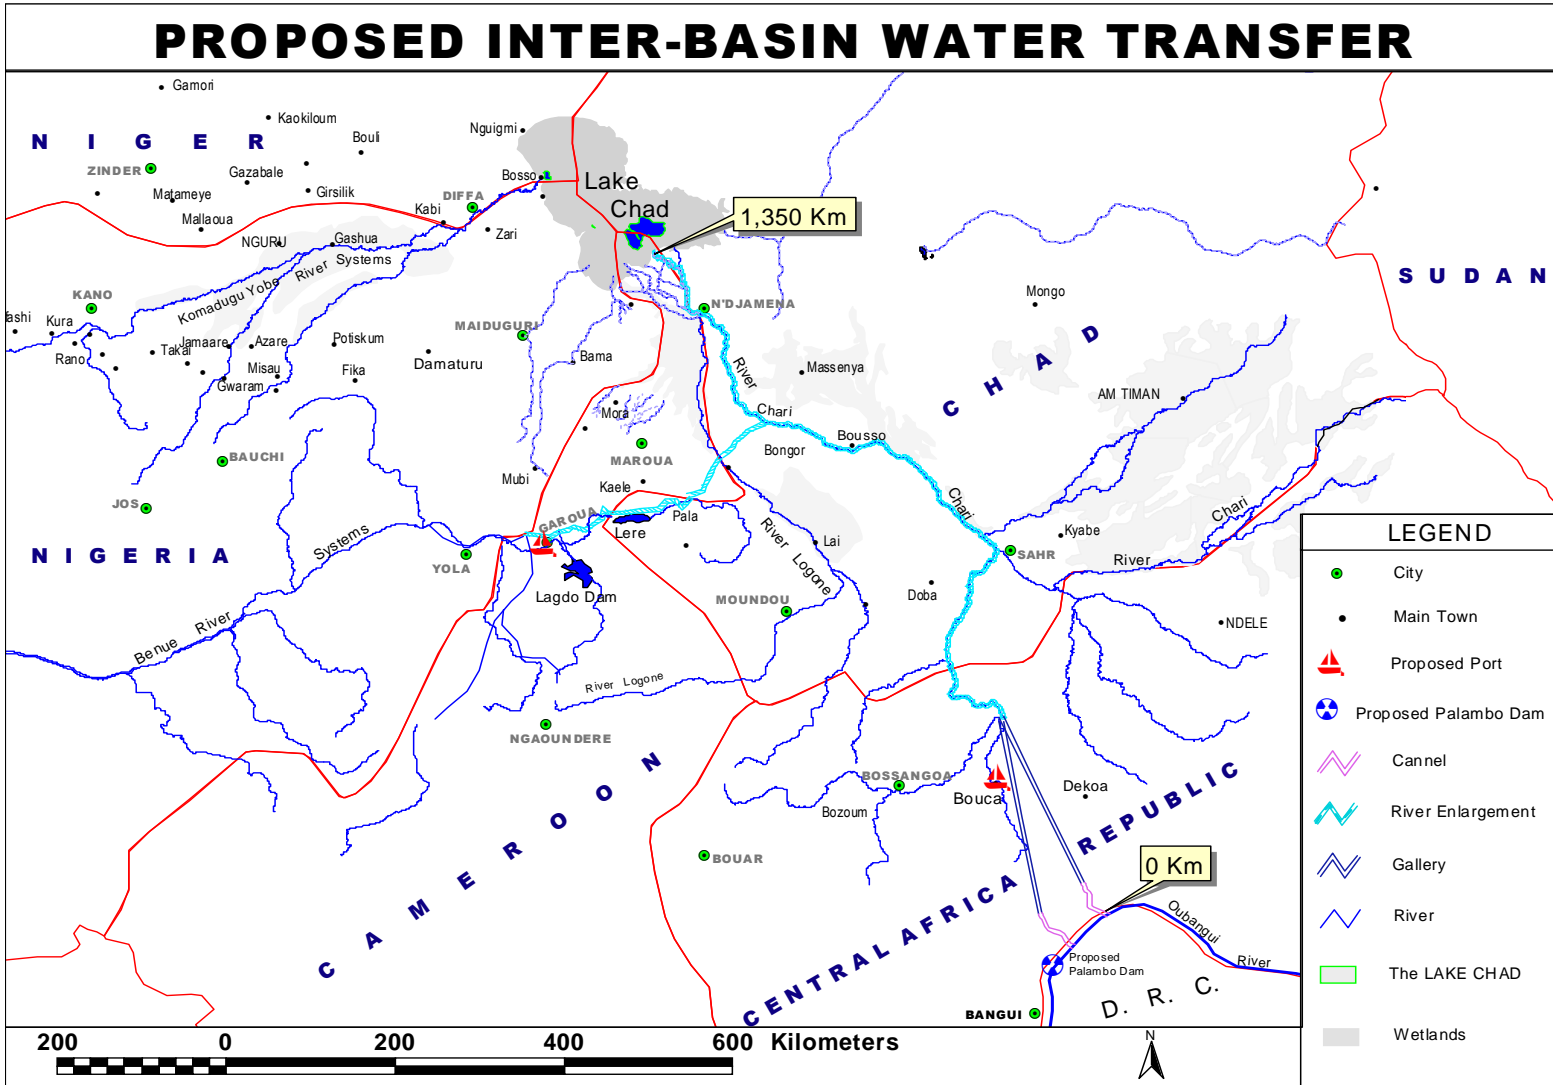 PROPOSED INTER-BASIN WATER TRANSFER
Gamori
Kaokiloum
Bouli
Nguigmi
NIGER
ZINDER
Gazabale
Girsilik
Matameye
Mallaoua
Bosso
DIFFA
Kabi
Zari
Lake
Chad
1,350 Km
NGURU
Gashua
Komadugu Yobe River Systems
SUDAN
KANO
Kura
Rano
Takai
Jamaare
Azare
Potiskum
Misau
Gwaram
Fika
Damaturu
MAIDUGURI
Bama
N'DJAMENA
Mongo
CHAD
River
Massenya
Chari
AM TIMAN
Mora
Bousso
Bongor
BAUCHI
MAROUA
Mubi
Kaele
JOS
GAROUA
Pala
Lere
Chari
Chari
Kyabe
NIGERIA
Systems
YOLA
River Logone
Lai
SAHR
River
Lagdo Dam
MOUNDOU
Doba
NDELE
Benue River
River Logone
NGAOUNDERE
CAMEROON
BOSSANGOA
Bouca
Dekoa
Bozoum
BOUAR
CENTRAL AFRICA REPUBLIC
0 Km
Oubangui
River
Proposed
Palambo Dam
D. R. C.
BANGUI
LEGEND
City
Main Town
Proposed Port
Proposed Palambo Dam
Cannel
River Enlargement
Gallery
River
The LAKE CHAD
Wetlands
200 0 200 400 600 Kilometers
N